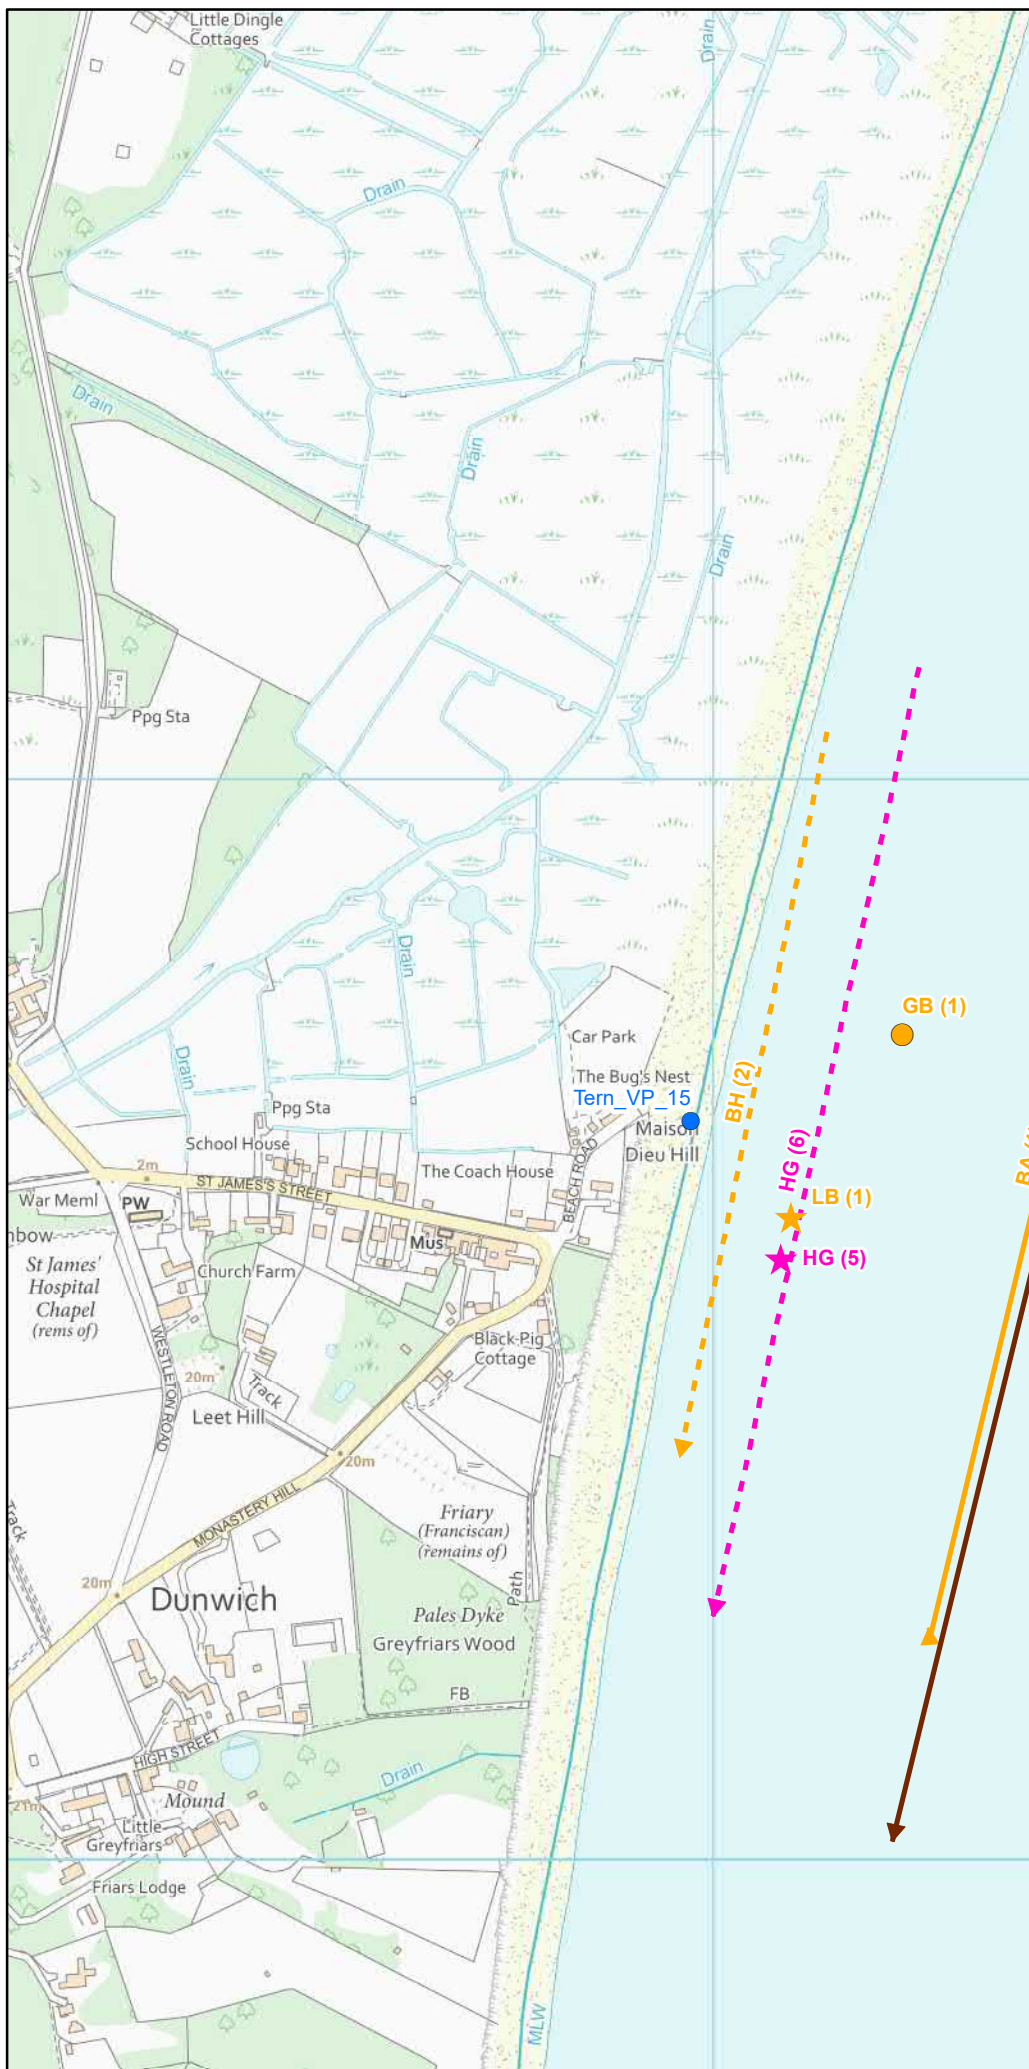 Little Dingle
Cottages
Drain
Drain
Drain
Drain
Drain
Ppg Sta
Drain
GB (1)
Car Park
The Bug's Nest
Tern_VP_15
Maison
Dieu Hill
BH (2)
Drain
Ppg Sta
School House
The Coach House
BEACH ROAD
HG (6)
LB (1)
HG (5)
2m
ST JAMES'S STREET
War Meml
PW
Mus
nbow
St James'
Hospital
Chapel
(rems of)
Church Farm
WESTLETON ROAD
Black Pig
Cottage
20m
Track
Leet Hill
20m
MONASTERY HILL
Friary
(Franciscan)
(remains of)
Track
20m
Dunwich
Path
Pales Dyke
Greyfriars Wood
FB
HIGH STREET
Drain
21m
Mound
Little
Greyfriars
Friars Lodge
MLW